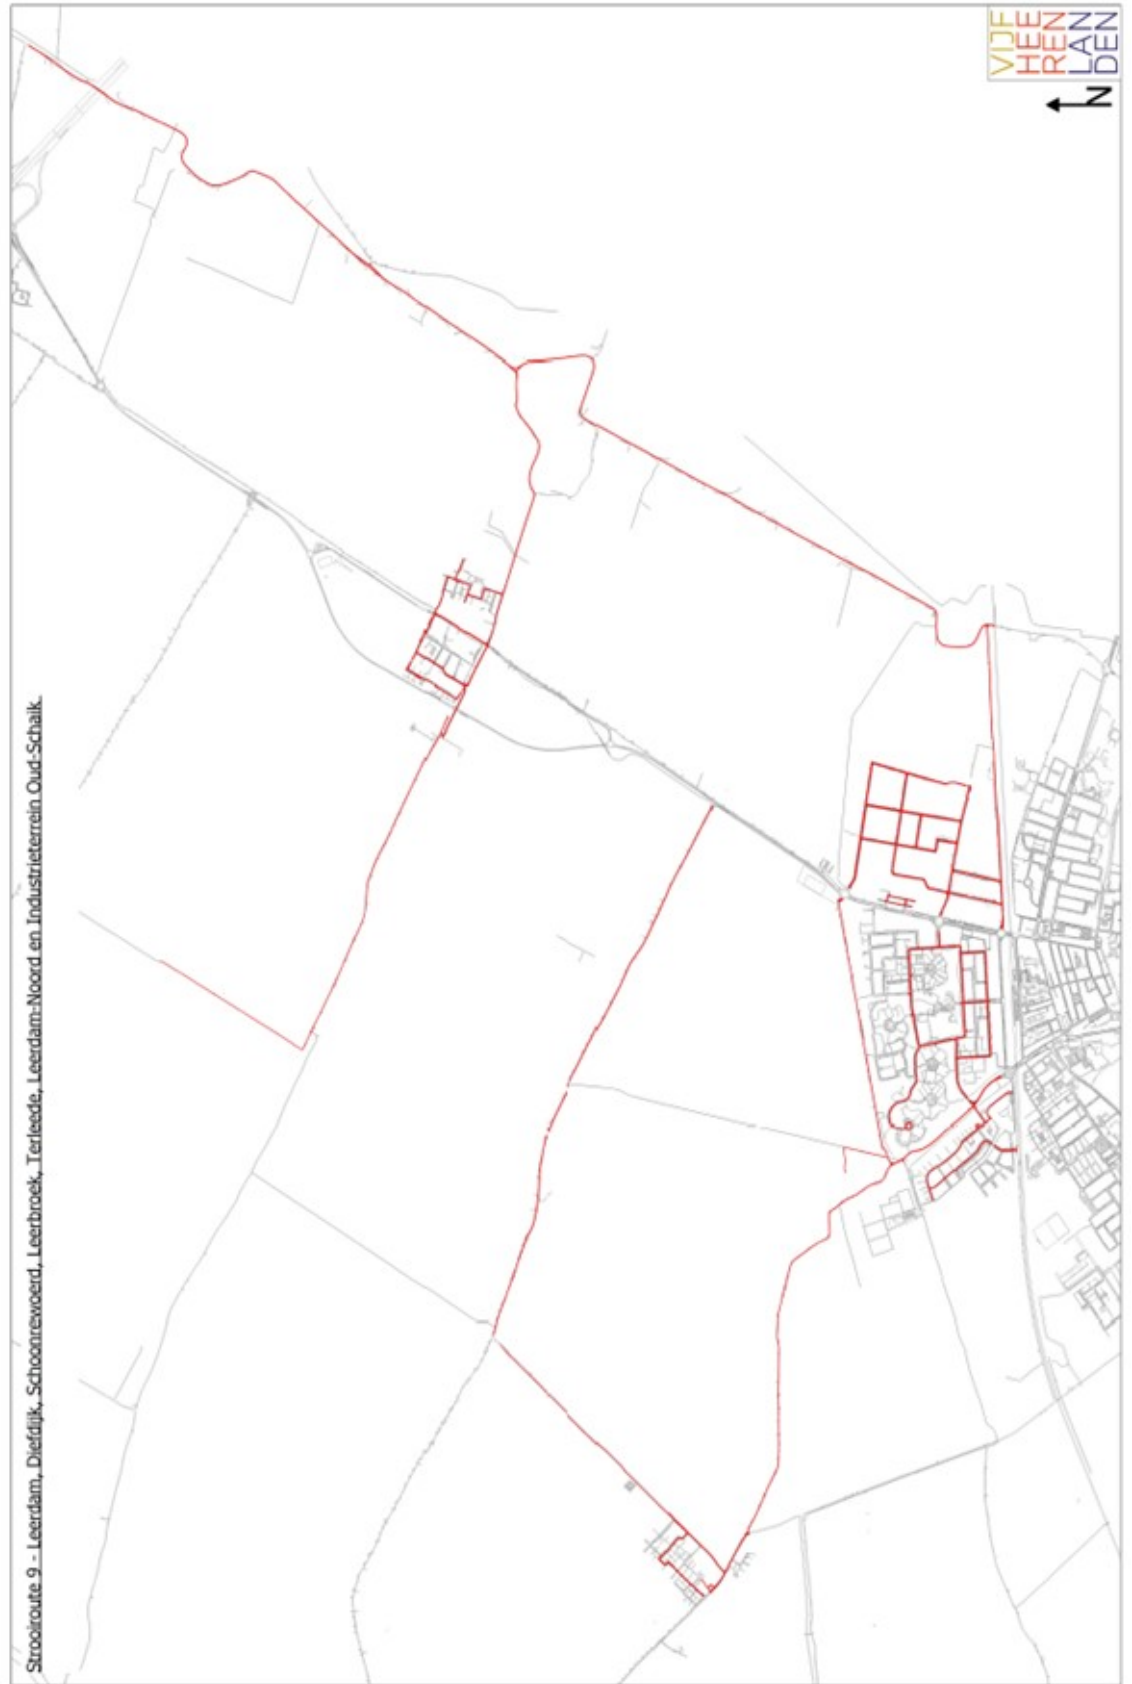 Strooiroute 9 - Leerdam, Diefdijk, Schoonrewoerd, Leerbroek, Terleede, Leerdam-Noord en Industrieterrein Oud-Schaik.
VIJF
HEE
REN
LAN
DEN
N